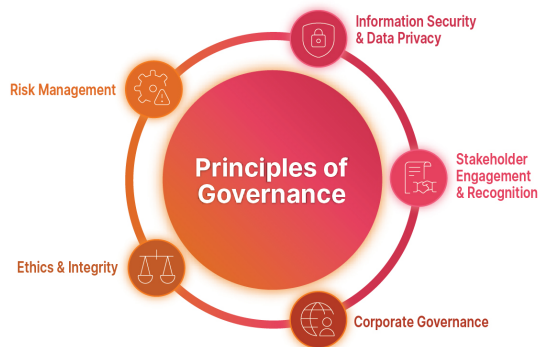 Information Security
& Data Privacy
Risk Management
Principles of
Governance
Stakeholder
Engagement
& Recognition
Ethics & Integrity
Corporate Governance